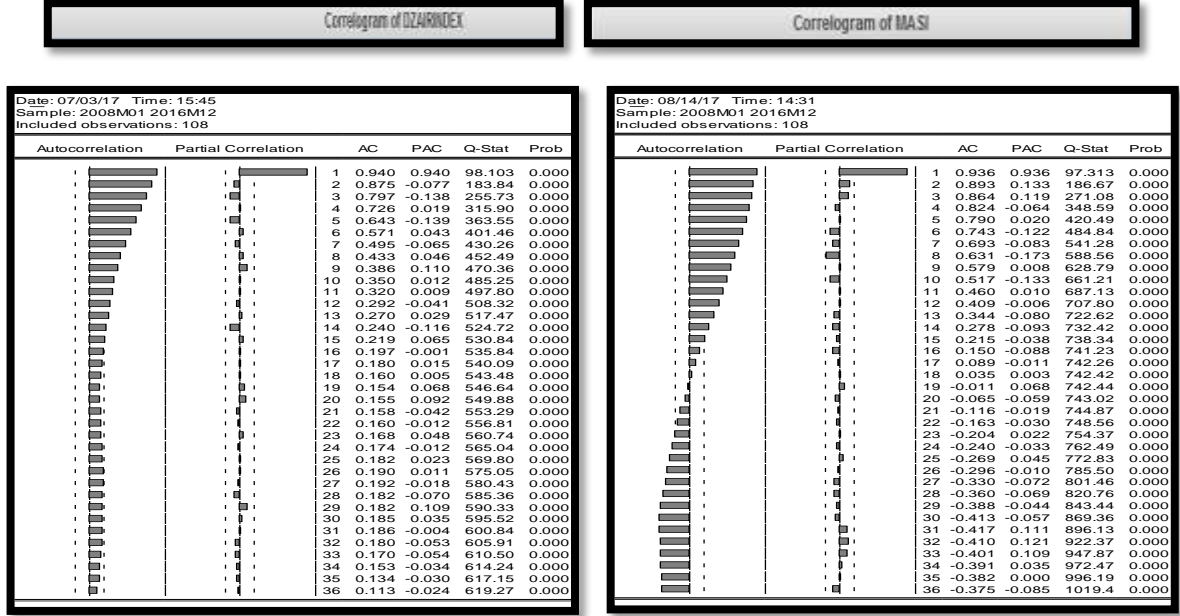 Correlogram of DZAIRINDEX
Correlogram of MASI
Date: 07/03/17 Time: 15:45
Sample: 2008M01 2016M12
Included observations: 108
Autocorrelation Partial Correlation AC PAC Q-Stat Prob
1 0.940 0.940 98.103 0.000
2 0.875 -0.077 183.84 0.000
3 0.797 -0.138 255.73 0.000
4 0.726 0.019 315.90 0.000
5 0.643 -0.139 363.55 0.000
6 0.571 0.043 401.46 0.000
7 0.495 -0.065 430.26 0.000
8 0.433 0.046 452.49 0.000
9 0.386 0.110 470.36 0.000
10 0.350 0.012 485.25 0.000
11 0.320 0.009 497.80 0.000
12 0.292 -0.041 508.32 0.000
13 0.270 0.029 517.47 0.000
14 0.240 -0.116 524.72 0.000
15 0.219 0.065 530.84 0.000
16 0.197 -0.001 535.84 0.000
17 0.180 0.015 540.09 0.000
18 0.160 0.005 543.48 0.000
19 0.154 0.068 546.64 0.000
20 0.155 0.092 549.88 0.000
21 0.158 -0.042 553.29 0.000
22 0.160 -0.012 556.81 0.000
23 0.168 0.048 560.74 0.000
24 0.174 -0.012 565.04 0.000
25 0.182 0.023 569.80 0.000
26 0.190 0.011 575.05 0.000
27 0.192 -0.018 580.43 0.000
28 0.182 -0.070 585.36 0.000
29 0.182 0.109 590.33 0.000
30 0.185 0.035 595.52 0.000
31 0.186 -0.004 600.84 0.000
32 0.180 -0.053 605.91 0.000
33 0.170 -0.054 610.50 0.000
34 0.153 -0.034 614.24 0.000
35 0.134 -0.030 617.15 0.000
36 0.113 -0.024 619.27 0.000
Date: 08/14/17 Time: 14:31
Sample: 2008M01 2016M12
Included observations: 108
Autocorrelation Partial Correlation AC PAC Q-Stat Prob
1 0.936 0.936 97.313 0.000
2 0.893 0.133 186.67 0.000
3 0.864 0.119 271.08 0.000
4 0.824 -0.064 348.59 0.000
5 0.790 0.020 420.49 0.000
6 0.743 -0.122 484.84 0.000
7 0.693 -0.083 541.28 0.000
8 0.631 -0.173 588.56 0.000
9 0.579 0.008 628.79 0.000
10 0.517 -0.133 661.21 0.000
11 0.460 0.010 687.13 0.000
12 0.409 -0.006 707.80 0.000
13 0.344 -0.080 722.62 0.000
14 0.278 -0.093 732.42 0.000
15 0.215 -0.038 738.34 0.000
16 0.150 -0.088 741.23 0.000
17 0.089 -0.011 742.26 0.000
18 0.035 0.003 742.42 0.000
19 -0.011 0.068 742.44 0.000
20 -0.065 -0.059 743.02 0.000
21 -0.116 -0.019 744.87 0.000
22 -0.163 -0.030 748.56 0.000
23 -0.204 0.022 754.37 0.000
24 -0.240 -0.033 762.49 0.000
25 -0.269 0.045 772.83 0.000
26 -0.296 -0.010 785.50 0.000
27 -0.330 -0.072 801.46 0.000
28 -0.360 -0.069 820.76 0.000
29 -0.388 -0.044 843.44 0.000
30 -0.413 -0.057 869.36 0.000
31 -0.417 0.111 896.13 0.000
32 -0.410 0.121 922.37 0.000
33 -0.401 0.109 947.87 0.000
34 -0.391 0.035 972.47 0.000
35 -0.382 0.000 996.19 0.000
36 -0.375 -0.085 1019.4 0.000